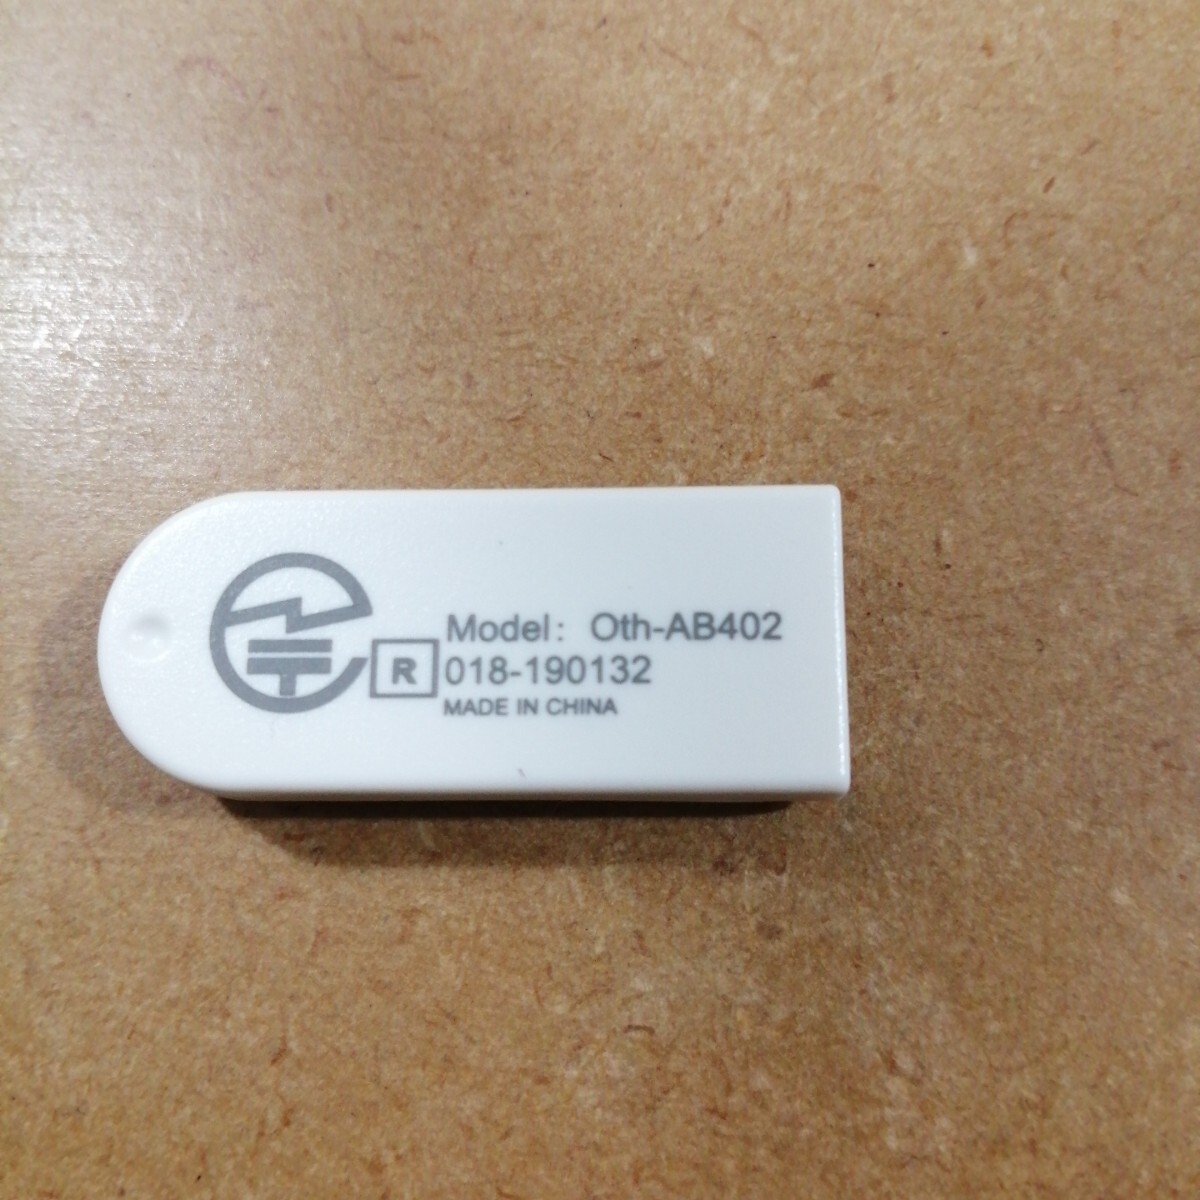 Model: Oth-AB402
R 018-190132
MADE IN CHINA